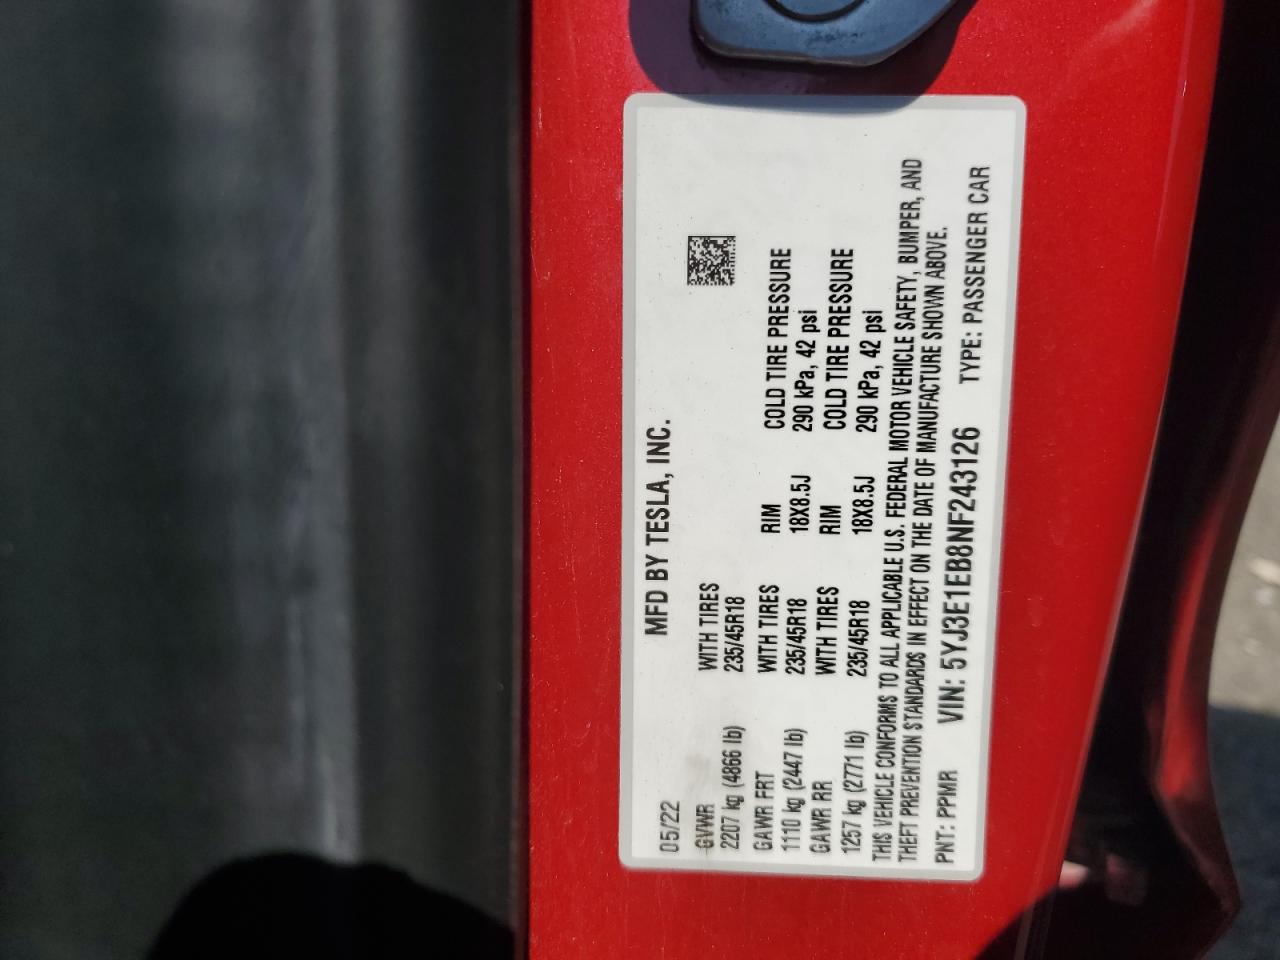 MFD BY TESLA, INC.
05/22
GVWR WITH TIRES
2207 kg (4866 lb) 235/45R18
GAWR FRT WITH TIRES RIM COLD TIRE PRESSURE
1110 kg (2447 lb) 235/45R18 18X8.5J 290 kPa, 42 psi
GAWR RR WITH TIRES RIM COLD TIRE PRESSURE
1257 kg (2771 lb) 235/45R18 18X8.5J 290 kPa, 42 psi
THIS VEHICLE CONFORMS TO ALL APPLICABLE U.S. FEDERAL MOTOR VEHICLE SAFETY, BUMPER, AND
THEFT PREVENTION STANDARDS IN EFFECT ON THE DATE OF MANUFACTURE SHOWN ABOVE.
PNT: PPMR VIN: 5YJ3E1EB8NF243126 TYPE: PASSENGER CAR